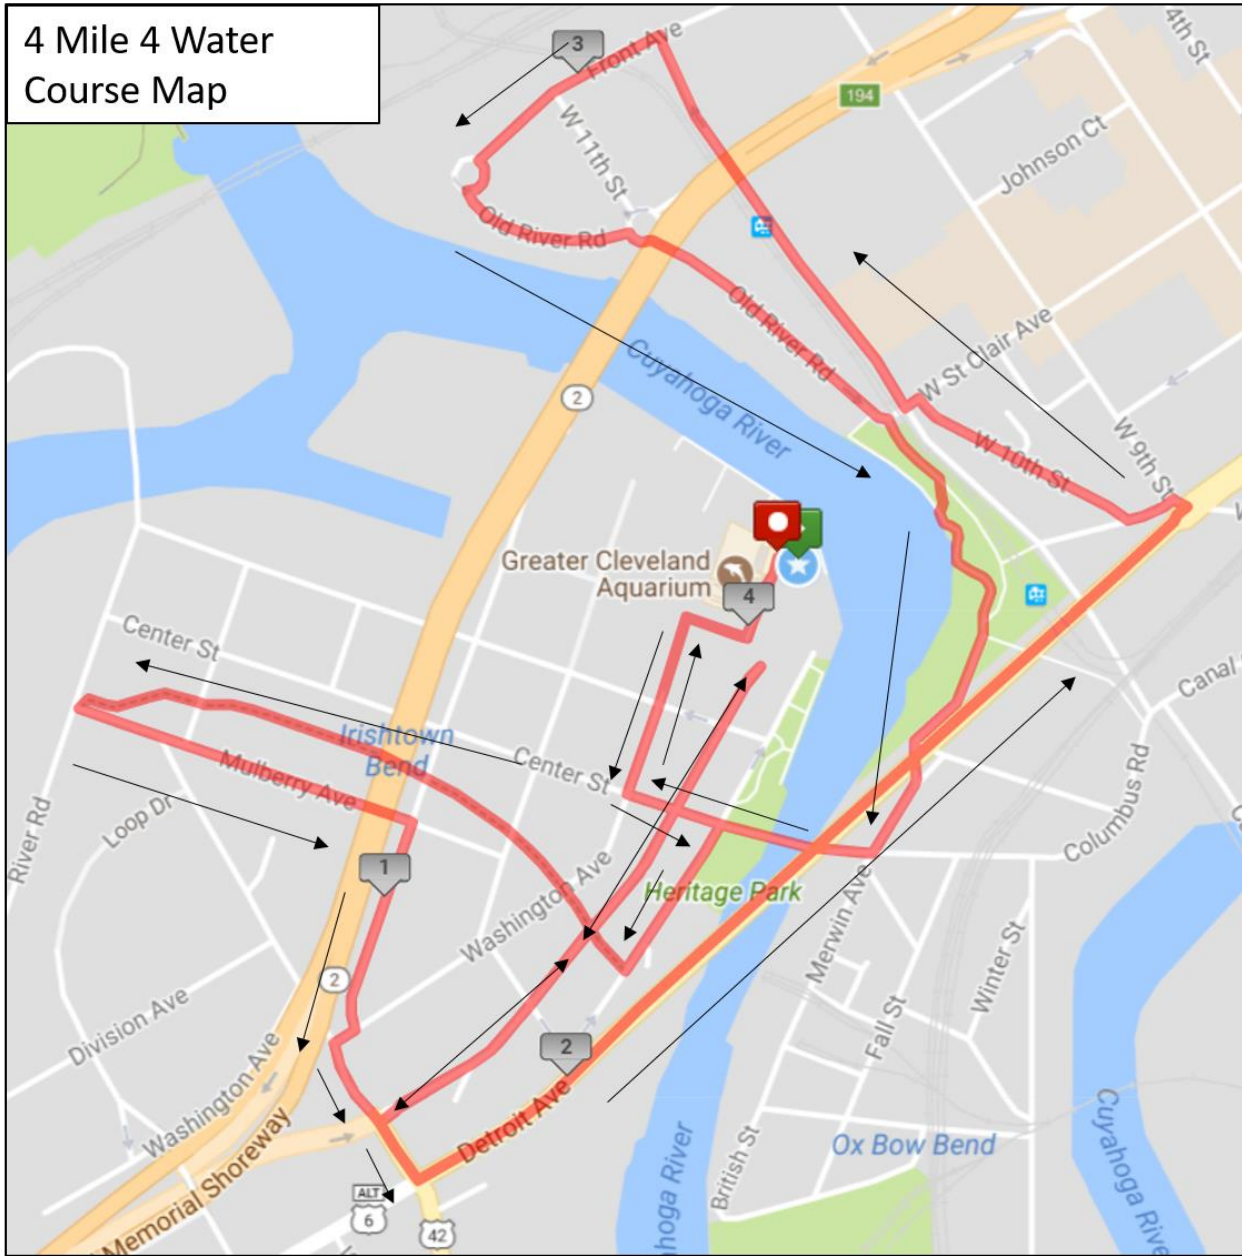 4 Mile 4 Water
Course Map
3
Front Ave
4th St
194
W 11th St
Johnson Ct
Old River Rd
Old River Rd
W St Clair Ave
2
Cuyahoga River
W 10th St
W 9th St
W
Greater Cleveland
Aquarium
4
Center St
Canal
Irishtown
Bend
Center St
Mulberry Ave
Loop Dr
River Rd
Columbus Rd
1
Washington Ave
Heritage Park
Merwin Ave
Winter St
2
Division Ave
Fall St
2
Washington Ave
Detroit Ave
Memorial Shoreway
British St
Ox Bow Bend
ahoga River
Cuyahoga Rive
ALT
6
42